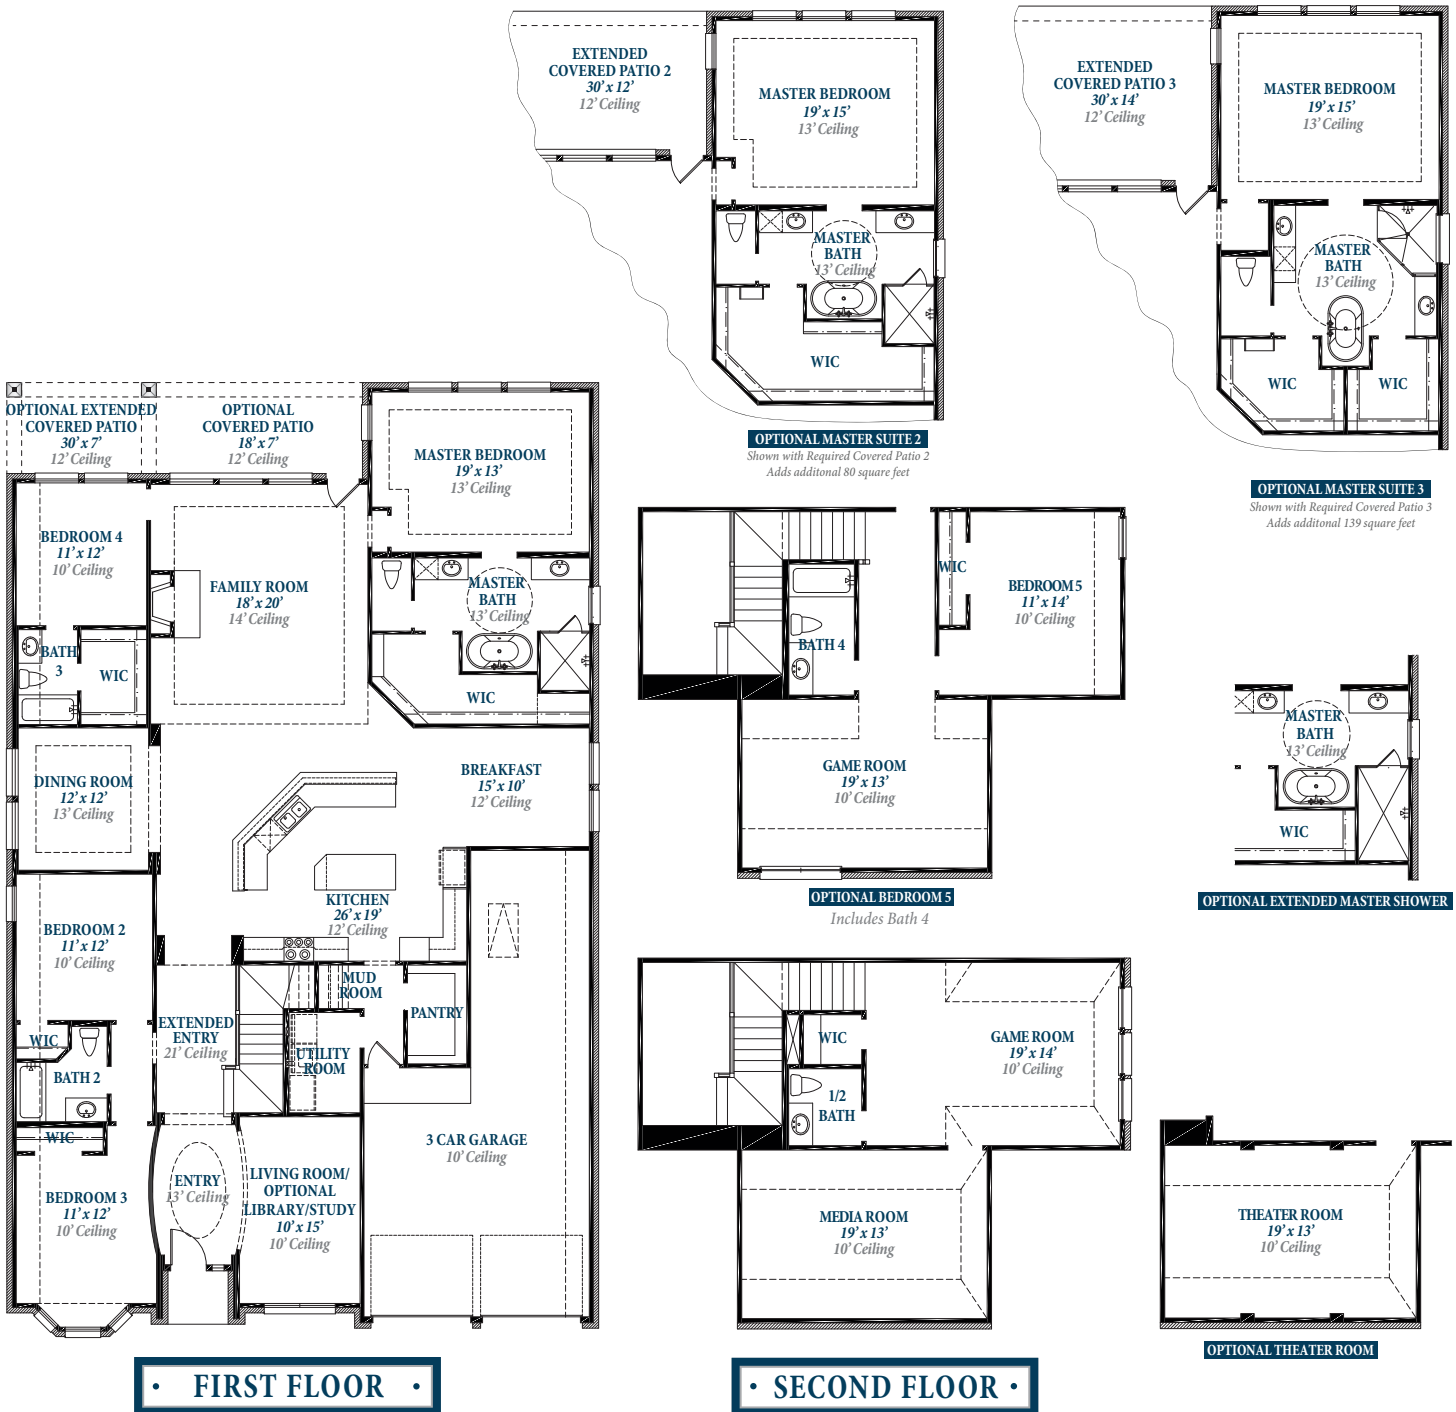 EXTENDED
COVERED PATIO 2
30' x 12'
12' Ceiling
MASTER BEDROOM
19' x 15'
13' Ceiling
MASTER
BATH
13' Ceiling
WIC
OPTIONAL MASTER SUITE 2
Shown with Required Covered Patio 2
Adds additonal 80 square feet
EXTENDED
COVERED PATIO 3
30' x 14'
12' Ceiling
MASTER BEDROOM
19' x 15'
13' Ceiling
MASTER
BATH
13' Ceiling
WIC
WIC
OPTIONAL MASTER SUITE 3
Shown with Required Covered Patio 3
Adds additonal 139 square feet
OPTIONAL EXTENDED
COVERED PATIO
30' x 7'
12' Ceiling
OPTIONAL
COVERED PATIO
18' x 7'
12' Ceiling
MASTER BEDROOM
19' x 13'
13' Ceiling
BEDROOM 4
11' x 12'
10' Ceiling
FAMILY ROOM
18' x 20'
14' Ceiling
MASTER
BATH
13' Ceiling
BATH
3
WIC
WIC
DINING ROOM
12' x 12'
13' Ceiling
BREAKFAST
15' x 10'
12' Ceiling
KITCHEN
26' x 19'
12' Ceiling
BEDROOM 2
11' x 12'
10' Ceiling
MUD
ROOM
PANTRY
EXTENDED
ENTRY
21' Ceiling
UTILITY
ROOM
WIC
BATH 2
WIC
BEDROOM 3
11' x 12'
10' Ceiling
ENTRY
13' Ceiling
LIVING ROOM/
OPTIONAL
LIBRARY/STUDY
10' x 15'
10' Ceiling
3 CAR GARAGE
10' Ceiling
FIRST FLOOR
WIC
BEDROOM 5
11' x 14'
10' Ceiling
BATH 4
GAME ROOM
19' x 13'
10' Ceiling
OPTIONAL BEDROOM 5
Includes Bath 4
MASTER
BATH
13' Ceiling
WIC
OPTIONAL EXTENDED MASTER SHOWER
WIC
1/2
BATH
GAME ROOM
19' x 14'
10' Ceiling
MEDIA ROOM
19' x 13'
10' Ceiling
SECOND FLOOR
THEATER ROOM
19' x 13'
10' Ceiling
OPTIONAL THEATER ROOM